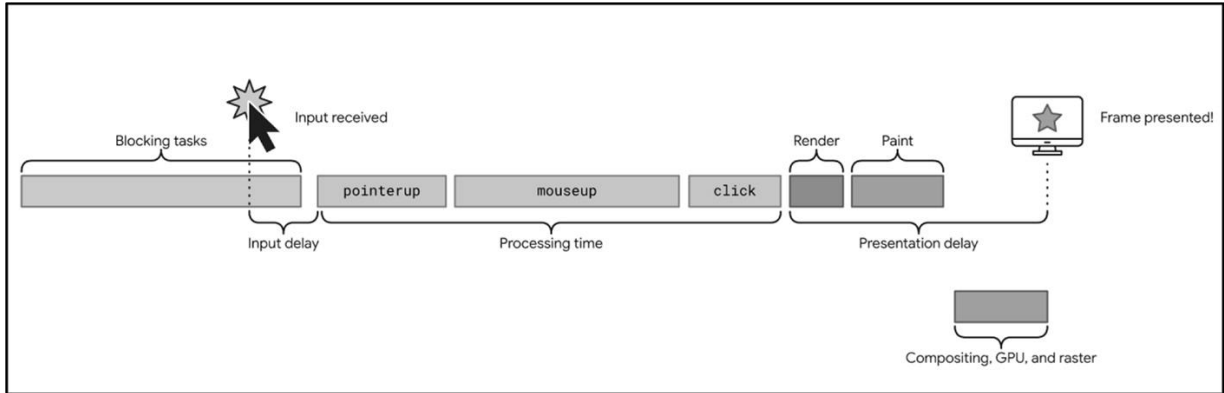 Input received
Frame presented!
Blocking tasks
Render
Paint
pointerup
mouseup
click
Input delay
Processing time
Presentation delay
Compositing, GPU, and raster